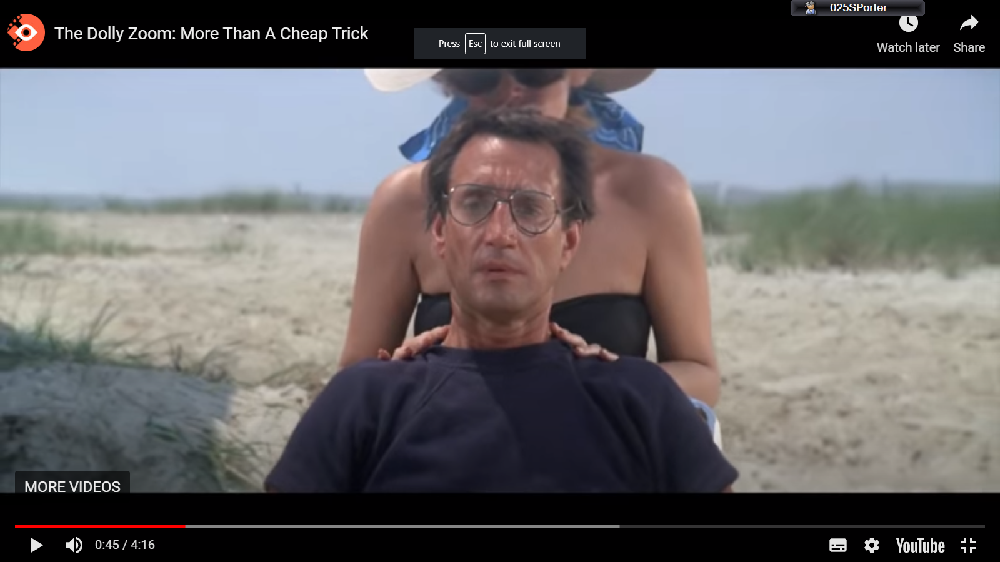 025SPorter
The Dolly Zoom: More Than A Cheap Trick
Press Esc to exit full screen
Watch later
Share
MORE VIDEOS
0:45 / 4:16
YouTube